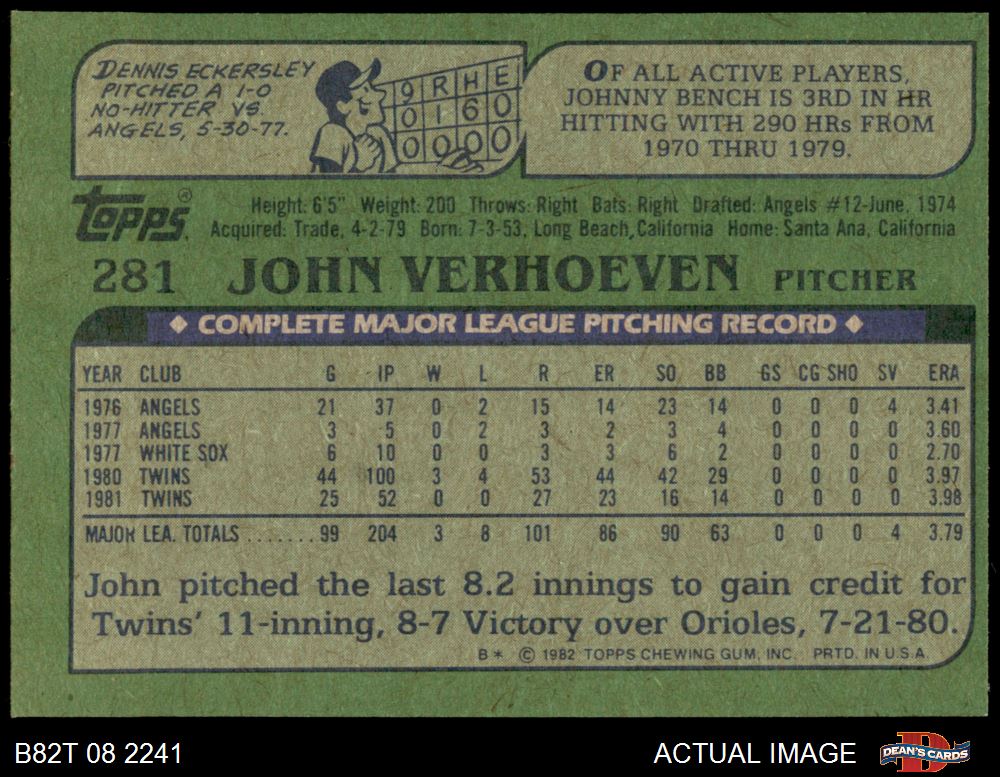 DENNIS ECKERSLEY
PITCHED A 1-0
NO-HITTER VS.
ANGELS, 5-30-77.
9 R H E
0 1 6 0
0 0 0 0
OF ALL ACTIVE PLAYERS,
JOHNNY BENCH IS 3RD IN HR
HITTING WITH 290 HRs FROM
1970 THRU 1979.
TOPPS®
Height: 6'5" Weight: 200 Throws: Right Bats: Right Drafted: Angels #12-June, 1974
Acquired: Trade, 4-2-79 Born: 7-3-53, Long Beach, California Home: Santa Ana, California
281 JOHN VERHOEVEN PITCHER
◆ COMPLETE MAJOR LEAGUE PITCHING RECORD ◆
YEAR CLUB G IP W L R ER SO BB GS CG SHO SV ERA
1976 ANGELS 21 37 0 2 15 14 23 14 0 0 0 4 3.41
1977 ANGELS 3 5 0 2 3 2 3 4 0 0 0 0 3.60
1977 WHITE SOX 6 10 0 0 3 3 6 2 0 0 0 0 2.70
1980 TWINS 44 100 3 4 53 44 42 29 0 0 0 0 3.97
1981 TWINS 25 52 0 0 27 23 16 14 0 0 0 0 3.98
MAJOR LEA. TOTALS ....... 99 204 3 8 101 86 90 63 0 0 0 4 3.79
John pitched the last 8.2 innings to gain credit for
Twins' 11-inning, 8-7 Victory over Orioles, 7-21-80.
B* © 1982 TOPPS CHEWING GUM, INC. PRTD. IN U.S.A.
B82T 08 2241
ACTUAL IMAGE
D
DEAN'S CARDS